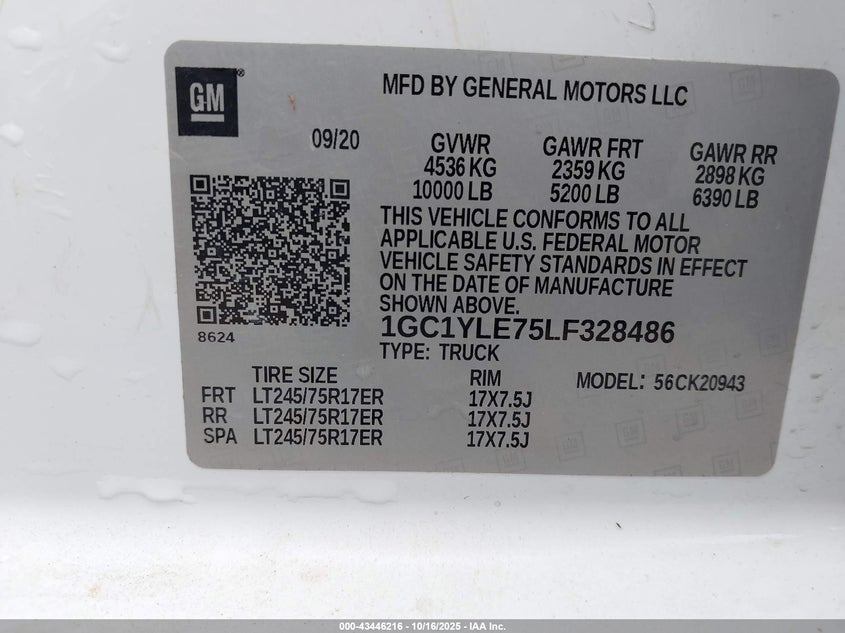 GM
®
MFD BY GENERAL MOTORS LLC
09/20
GVWR GAWR FRT GAWR RR
4536 KG 2359 KG 2898 KG
10000 LB 5200 LB 6390 LB
THIS VEHICLE CONFORMS TO ALL
APPLICABLE U.S. FEDERAL MOTOR
VEHICLE SAFETY STANDARDS IN EFFECT
ON THE DATE OF MANUFACTURE
SHOWN ABOVE.
8624
1GC1YLE75LF328486
TYPE: TRUCK
TIRE SIZE RIM MODEL: 56CK20943
FRT LT245/75R17ER 17X7.5J
RR LT245/75R17ER 17X7.5J
SPA LT245/75R17ER 17X7.5J
000-43446216 - 10/16/2025 - IAA Inc.